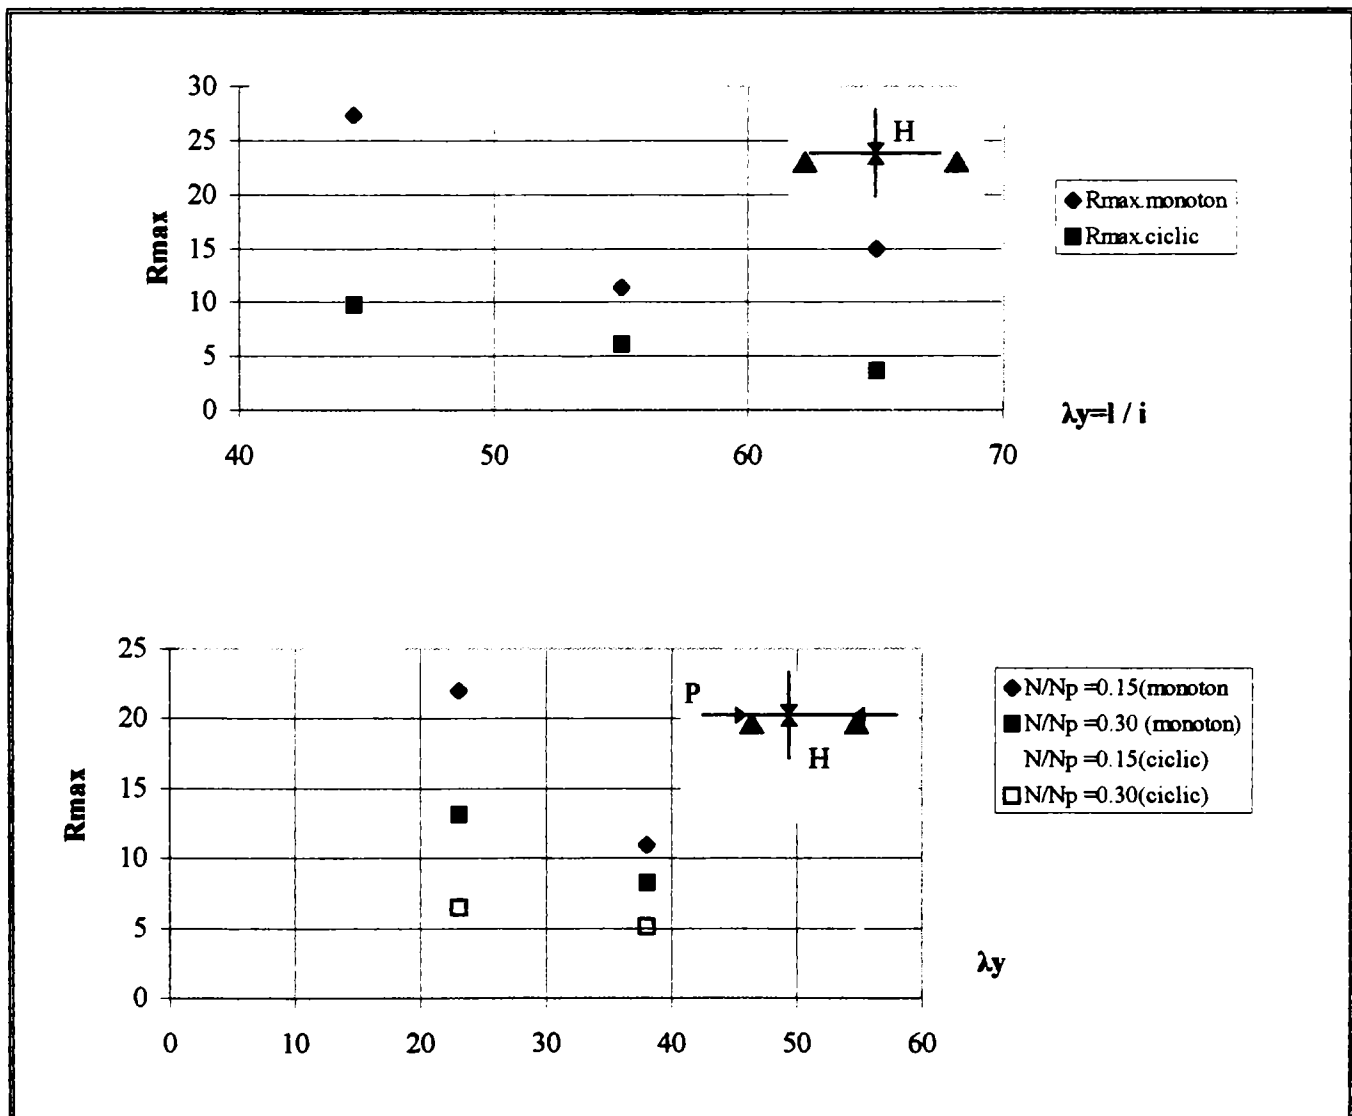 30
25
20
15
10
5
0
Rmax
H
Rmax.monoton
Rmax.ciclic
40 50 60 70
λy=l / i
25
20
15
10
5
0
Rmax
P
H
N/Np =0.15(monoton
N/Np =0.30 (monoton)
N/Np =0.15(ciclic)
N/Np =0.30(ciclic)
0 10 20 30 40 50 60
λy